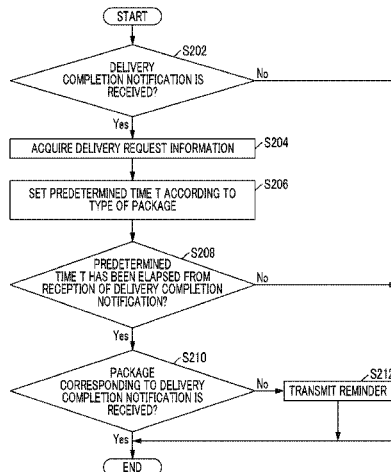 START
S202
DELIVERY
COMPLETION NOTIFICATION IS
RECEIVED?
No
Yes
ACQUIRE DELIVERY REQUEST INFORMATION
S204
SET PREDETERMINED TIME T ACCORDING TO
TYPE OF PACKAGE
S206
S208
PREDETERMINED
TIME T HAS BEEN ELAPSED FROM
RECEPTION OF DELIVERY COMPLETION
NOTIFICATION?
No
Yes
S210
PACKAGE
CORRESPONDING TO DELIVERY
COMPLETION NOTIFICATION IS
RECEIVED?
No
S212
TRANSMIT REMINDER
Yes
END